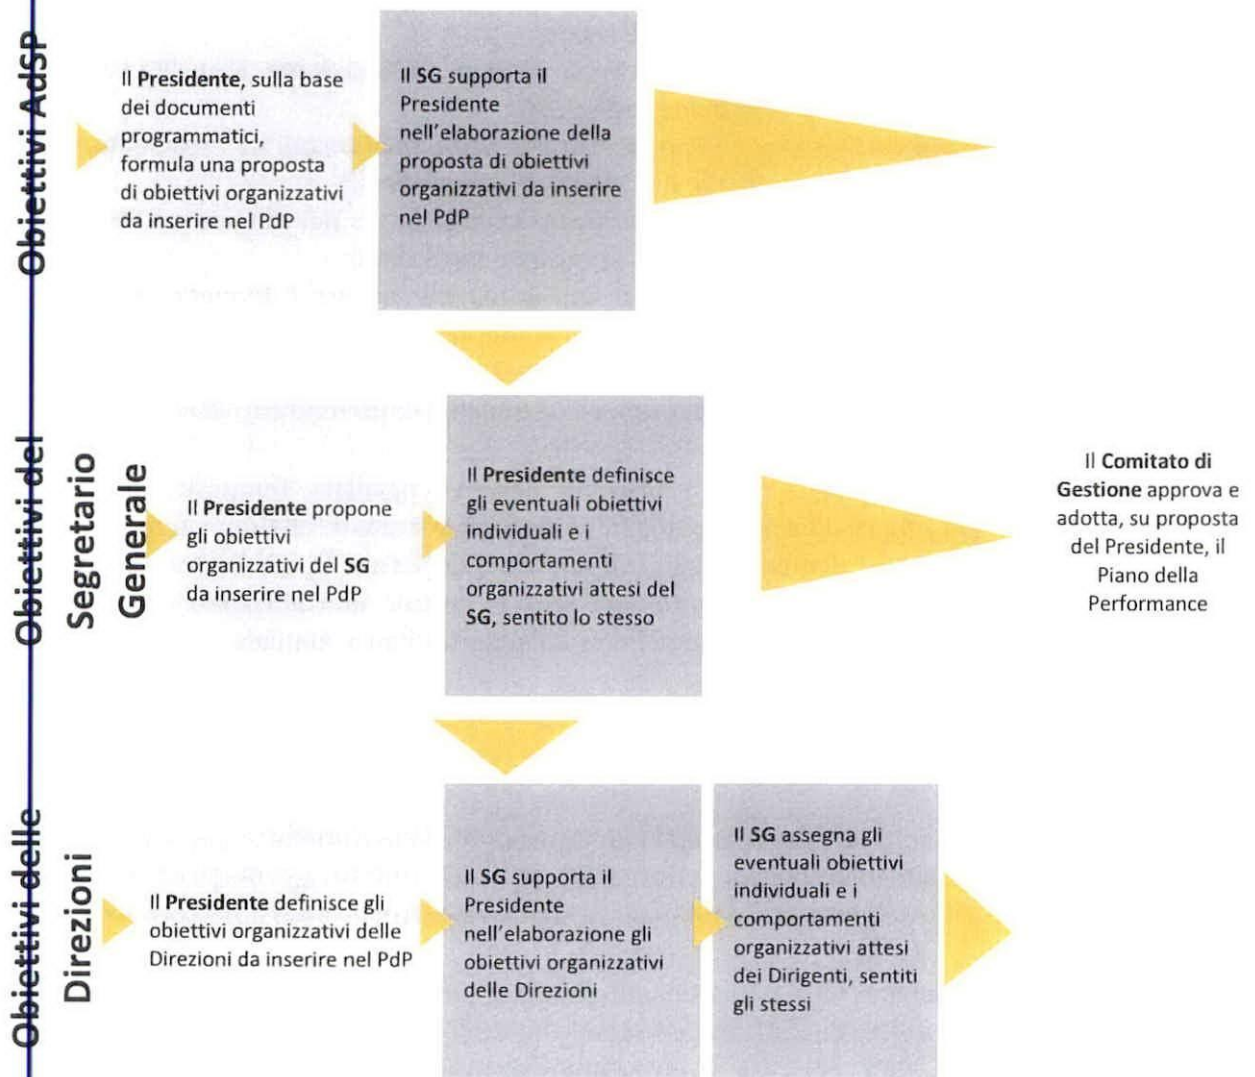 Obiettivi AdSP
Il Presidente, sulla base
dei documenti
programmatici,
formula una proposta
di obiettivi organizzativi
da inserire nel PdP
Il SG supporta il
Presidente
nell'elaborazione della
proposta di obiettivi
organizzativi da inserire
nel PdP
Obiettivi del
Segretario
Generale
Il Presidente propone
gli obiettivi
organizzativi del SG
da inserire nel PdP
Il Presidente definisce
gli eventuali obiettivi
individuali e i
comportamenti
organizzativi attesi del
SG, sentito lo stesso
Il Comitato di
Gestione approva e
adotta, su proposta
del Presidente, il
Piano della
Performance
Obiettivi delle
Direzioni
Il Presidente definisce gli
obiettivi organizzativi delle
Direzioni da inserire nel PdP
Il SG supporta il
Presidente
nell'elaborazione gli
obiettivi organizzativi
delle Direzioni
Il SG assegna gli
eventuali obiettivi
individuali e i
comportamenti
organizzativi attesi
dei Dirigenti, sentiti
gli stessi